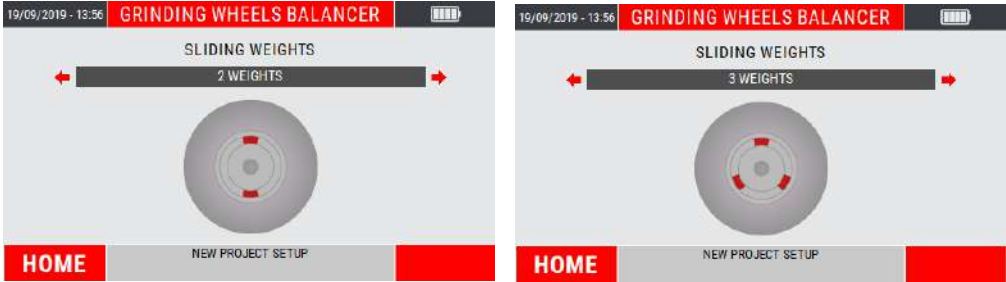 19/09/2019 - 13:56 GRINDING WHEELS BALANCER
SLIDING WEIGHTS
2 WEIGHTS
HOME NEW PROJECT SETUP
19/09/2019 - 13:56 GRINDING WHEELS BALANCER
SLIDING WEIGHTS
3 WEIGHTS
HOME NEW PROJECT SETUP